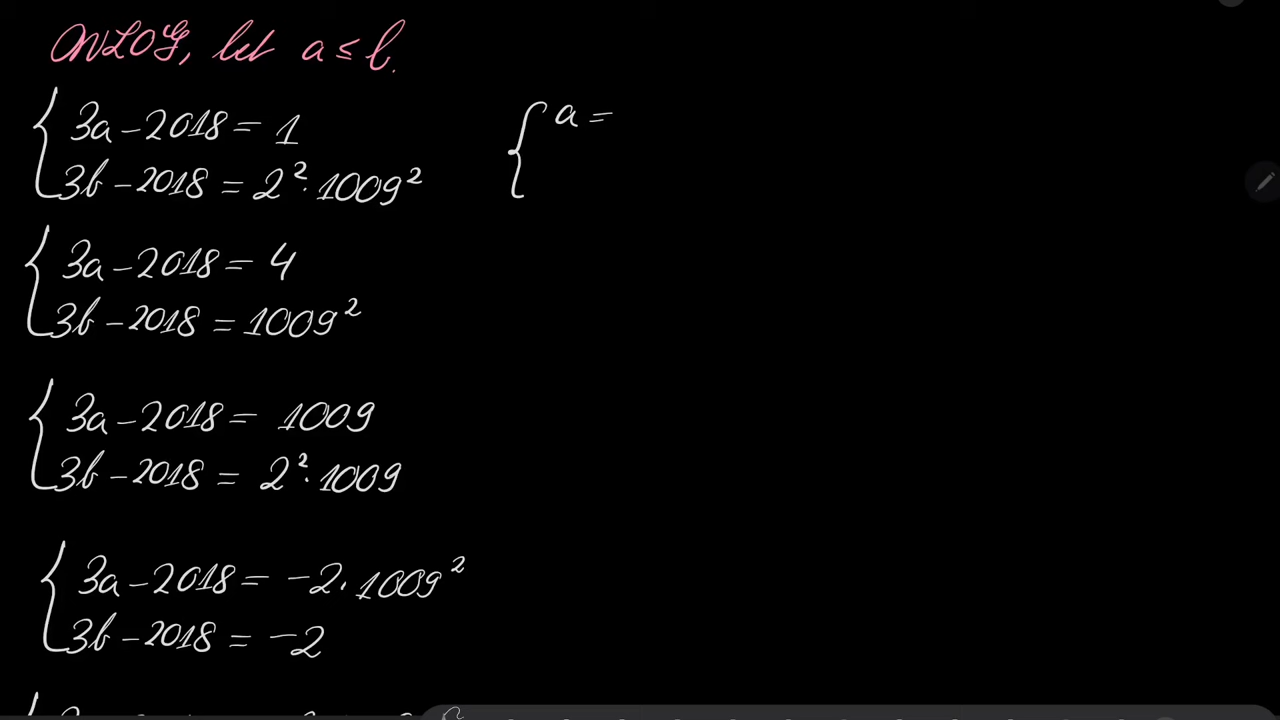 WLOG, let a ≤ b.
3a - 2018 = 1
3b - 2018 = 2² · 1009²
a =
3a - 2018 = 4
3b - 2018 = 1009²
3a - 2018 = 1009
3b - 2018 = 2² · 1009
3a - 2018 = -2 · 1009²
3b - 2018 = -2